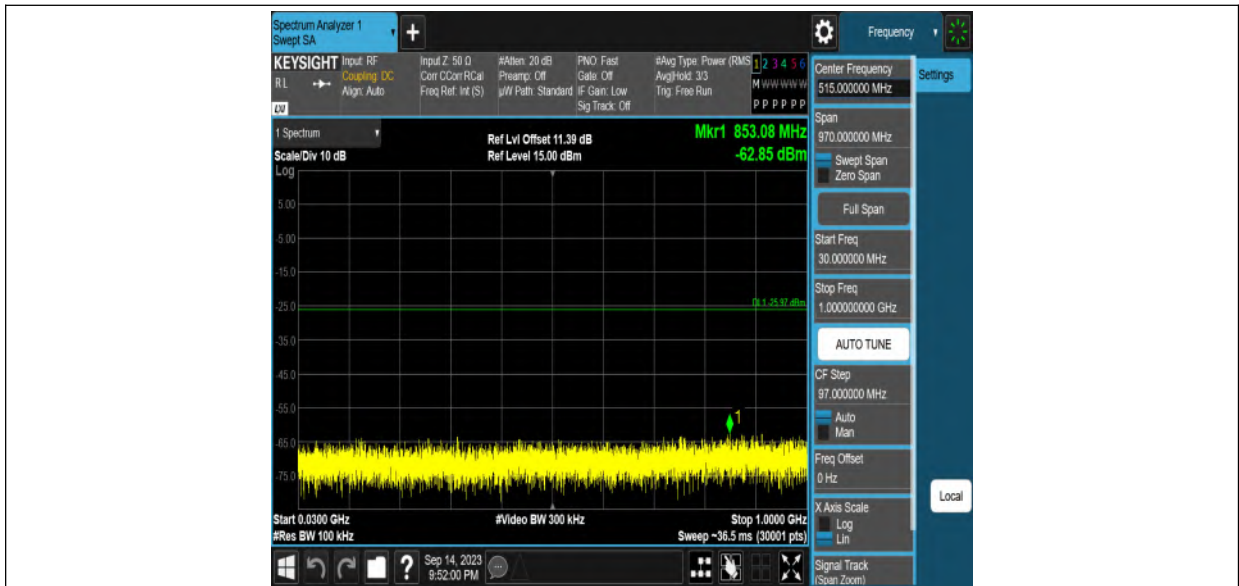 Spectrum Analyzer 1
Swept SA
Frequency
KEYSIGHT
RL
LXI
Input: RF
Coupling: DC
Align: Auto
Input Z: 50 Ω
Corr CCorr RCal
Freq Ref: Int (S)
#Atten: 20 dB
Preamp: Off
µW Path: Standard
PNO: Fast
Gate: Off
IF Gain: Low
Sig Track: Off
#Avg Type: Power (RMS
Avg|Hold: 3/3
Trig: Free Run
1 2 3 4 5 6
M W W W W W
P P P P P P
1 Spectrum
Scale/Div 10 dB
Log
Ref Lvl Offset 11.39 dB
Ref Level 15.00 dBm
Mkr1 853.08 MHz
-62.85 dBm
5.00
-5.00
-15.0
-25.0
DL1 -25.97 dBm
-35.0
-45.0
-55.0
1
-65.0
-75.0
Start 0.0300 GHz
#Res BW 100 kHz
#Video BW 300 kHz
Stop 1.0000 GHz
Sweep ~36.5 ms (30001 pts)
?
Sep 14, 2023
9:52:00 PM
Center Frequency
515.000000 MHz
Settings
Span
970.000000 MHz
Swept Span
Zero Span
Full Span
Start Freq
30.000000 MHz
Stop Freq
1.000000000 GHz
AUTO TUNE
CF Step
97.000000 MHz
Auto
Man
Freq Offset
0 Hz
Local
X Axis Scale
Log
Lin
Signal Track
(Span Zoom)